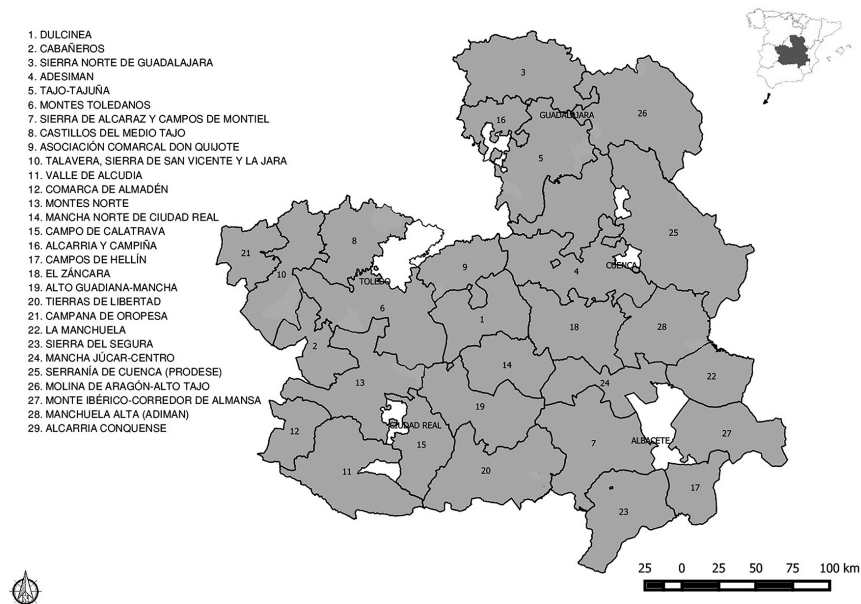 1. DULCINEA
2. CABAÑEROS
3. SIERRA NORTE DE GUADALAJARA
4. ADESIMAN
5. TAJO-TAJUÑA
6. MONTES TOLEDANOS
7. SIERRA DE ALCARAZ Y CAMPOS DE MONTIEL
8. CASTILLOS DEL MEDIO TAJO
9. ASOCIACIÓN COMARCAL DON QUIJOTE
10. TALAVERA, SIERRA DE SAN VICENTE Y LA JARA
11. VALLE DE ALCUDIA
12. COMARCA DE ALMADÉN
13. MONTES NORTE
14. MANCHA NORTE DE CIUDAD REAL
15. CAMPO DE CALATRAVA
16. ALCARRIA Y CAMPIÑA
17. CAMPOS DE HELLÍN
18. EL ZÁNCARA
19. ALTO GUADIANA-MANCHA
20. TIERRAS DE LIBERTAD
21. CAMPANA DE OROPESA
22. LA MANCHUELA
23. SIERRA DEL SEGURA
24. MANCHA JÚCAR-CENTRO
25. SERRANÍA DE CUENCA (PRODESE)
26. MOLINA DE ARAGÓN-ALTO TAJO
27. MONTE IBÉRICO-CORREDOR DE ALMANSA
28. MANCHUELA ALTA (ADIMAN)
29. ALCARRIA CONQUENSE
3
26
16
GUADALAJARA
5
25
21
8
10
9
4
CUENCA
TOLEDO
6
1
18
28
2
14
13
24
22
19
12
CIUDAD REAL
15
7
ALBACETE
27
11
20
17
23
25 0 25 50 75 100 km